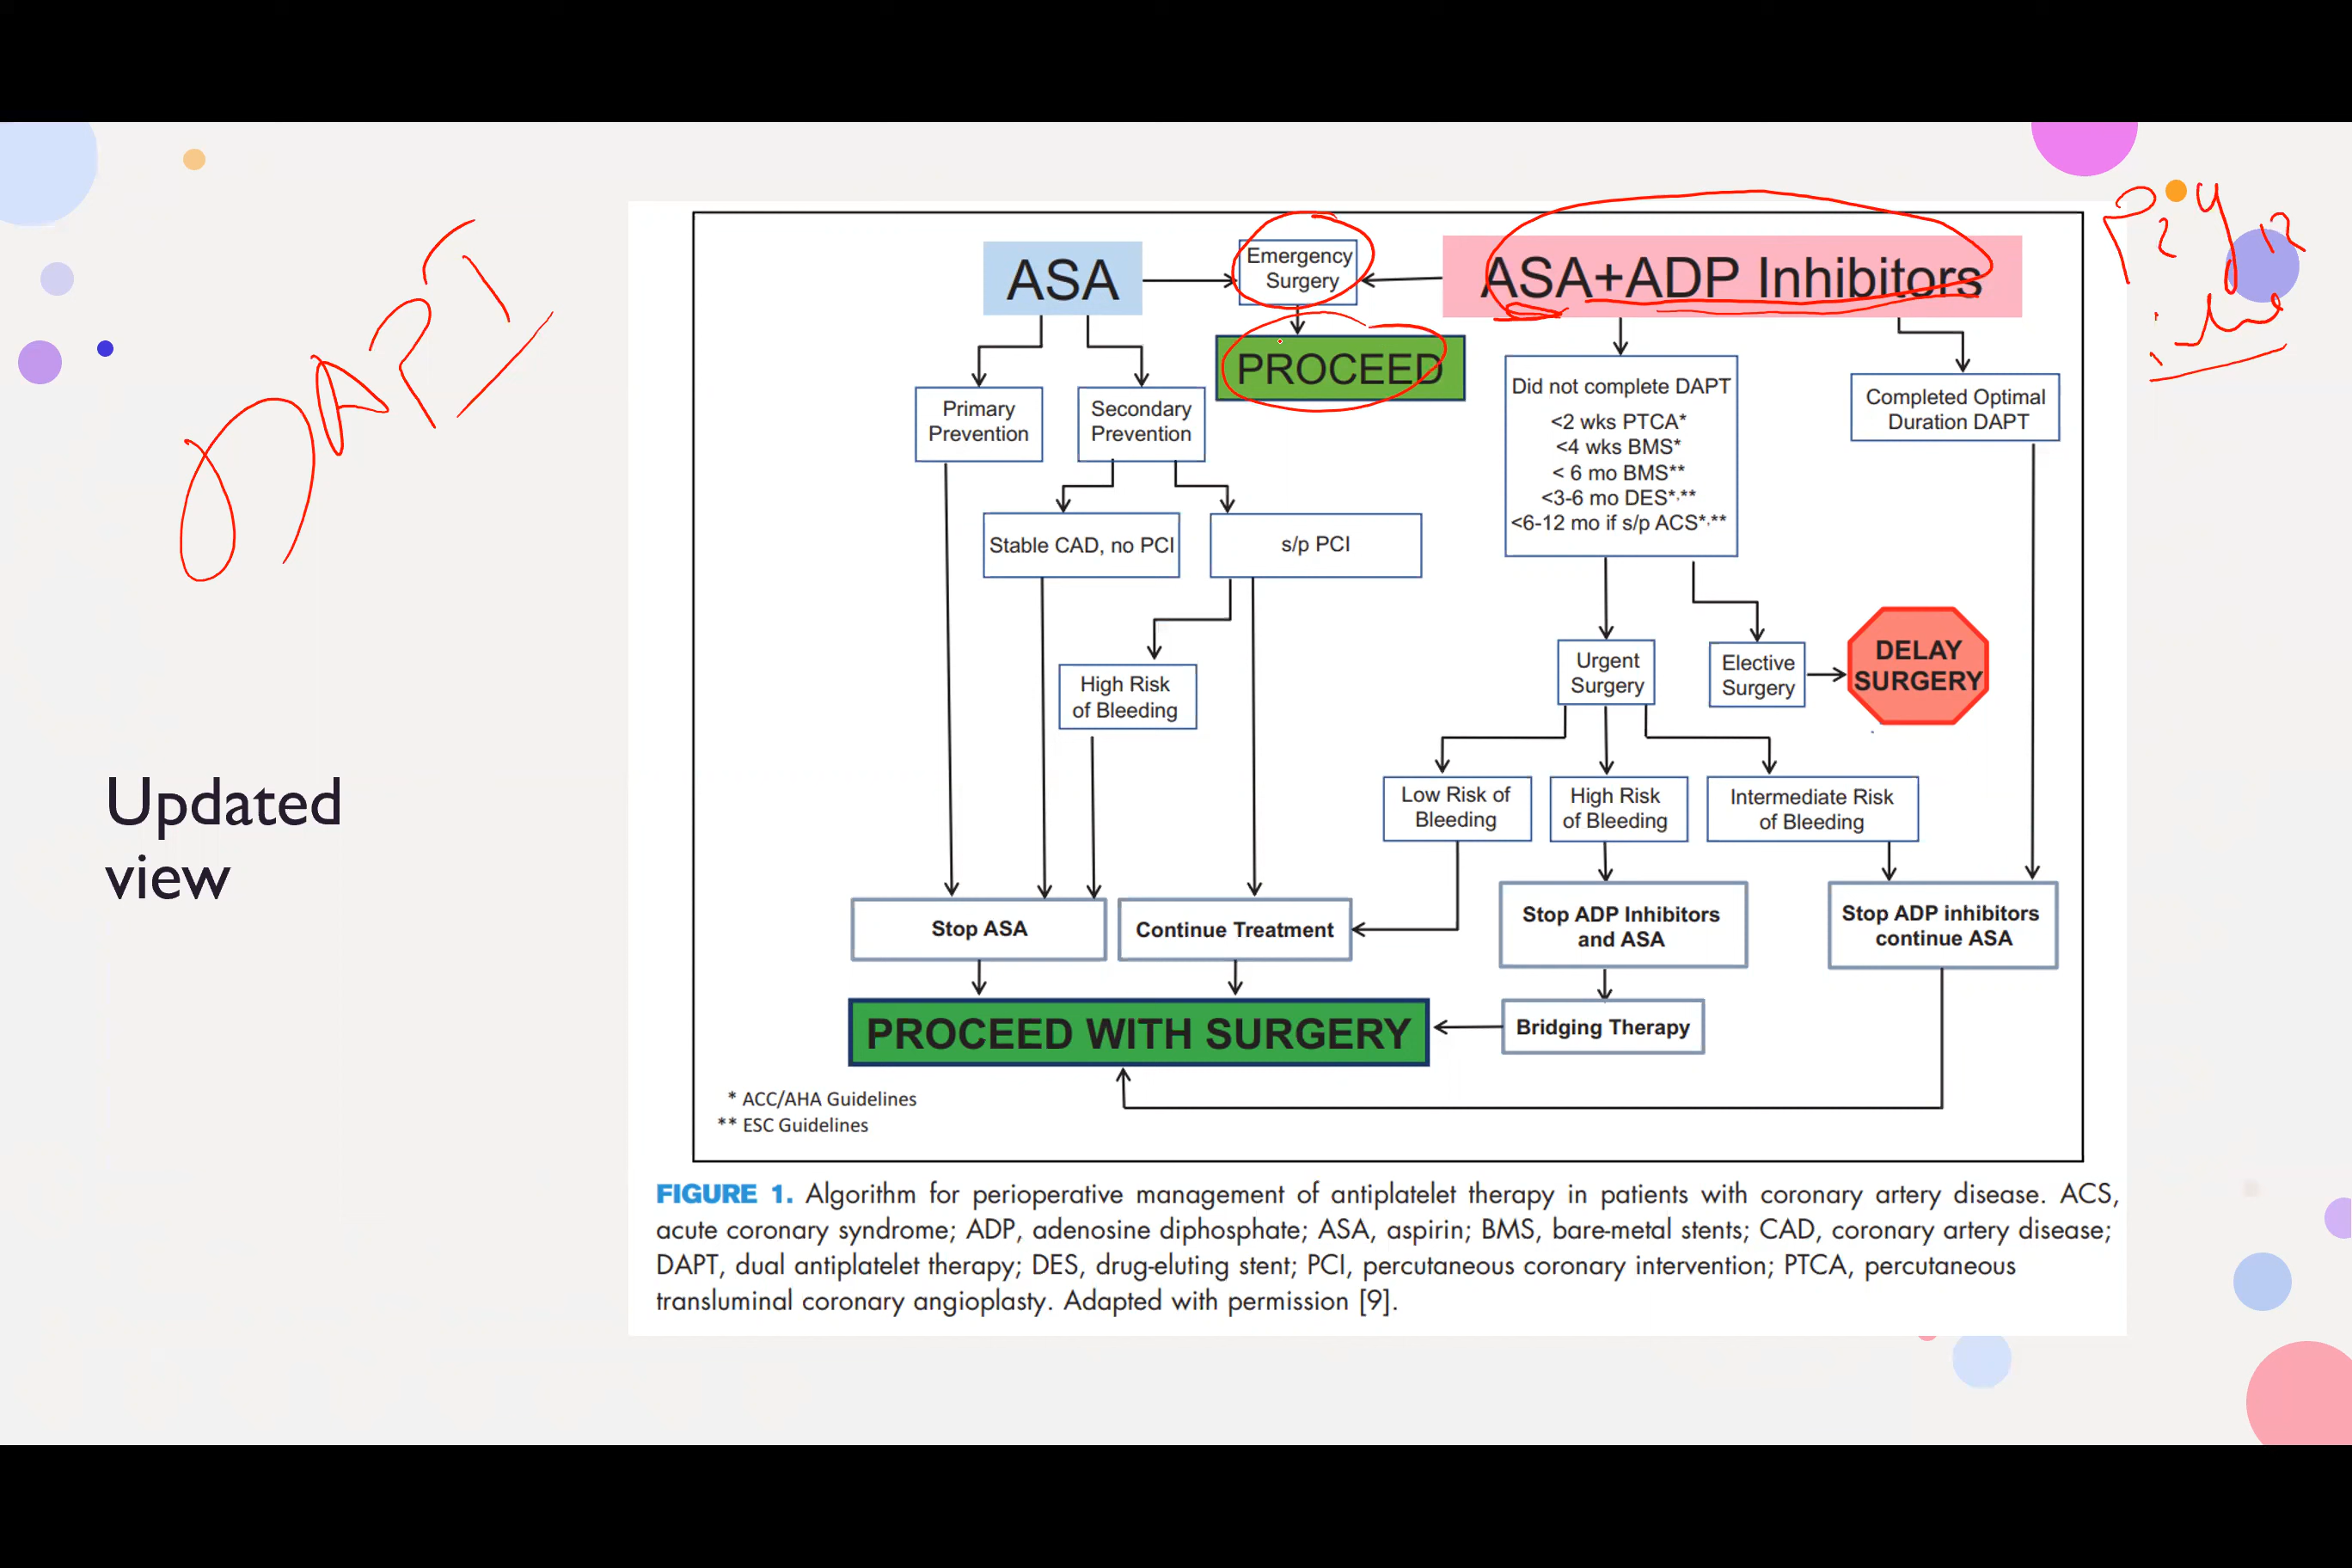 DAPT
P2Y12
Updated
view
ASA
Emergency
Surgery
ASA+ADP Inhibitors
PROCEED
Primary
Prevention
Secondary
Prevention
Did not complete DAPT
<2 wks PTCA*
<4 wks BMS*
< 6 mo BMS**
<3-6 mo DES*,**
<6-12 mo if s/p ACS*,**
Completed Optimal
Duration DAPT
Stable CAD, no PCI
s/p PCI
High Risk
of Bleeding
Urgent
Surgery
Elective
Surgery
DELAY
SURGERY
Low Risk of
Bleeding
High Risk
of Bleeding
Intermediate Risk
of Bleeding
Stop ASA
Continue Treatment
Stop ADP Inhibitors
and ASA
Stop ADP inhibitors
continue ASA
PROCEED WITH SURGERY
Bridging Therapy
* ACC/AHA Guidelines
** ESC Guidelines
FIGURE 1. Algorithm for perioperative management of antiplatelet therapy in patients with coronary artery disease. ACS,
acute coronary syndrome; ADP, adenosine diphosphate; ASA, aspirin; BMS, bare-metal stents; CAD, coronary artery disease;
DAPT, dual antiplatelet therapy; DES, drug-eluting stent; PCI, percutaneous coronary intervention; PTCA, percutaneous
transluminal coronary angioplasty. Adapted with permission [9].